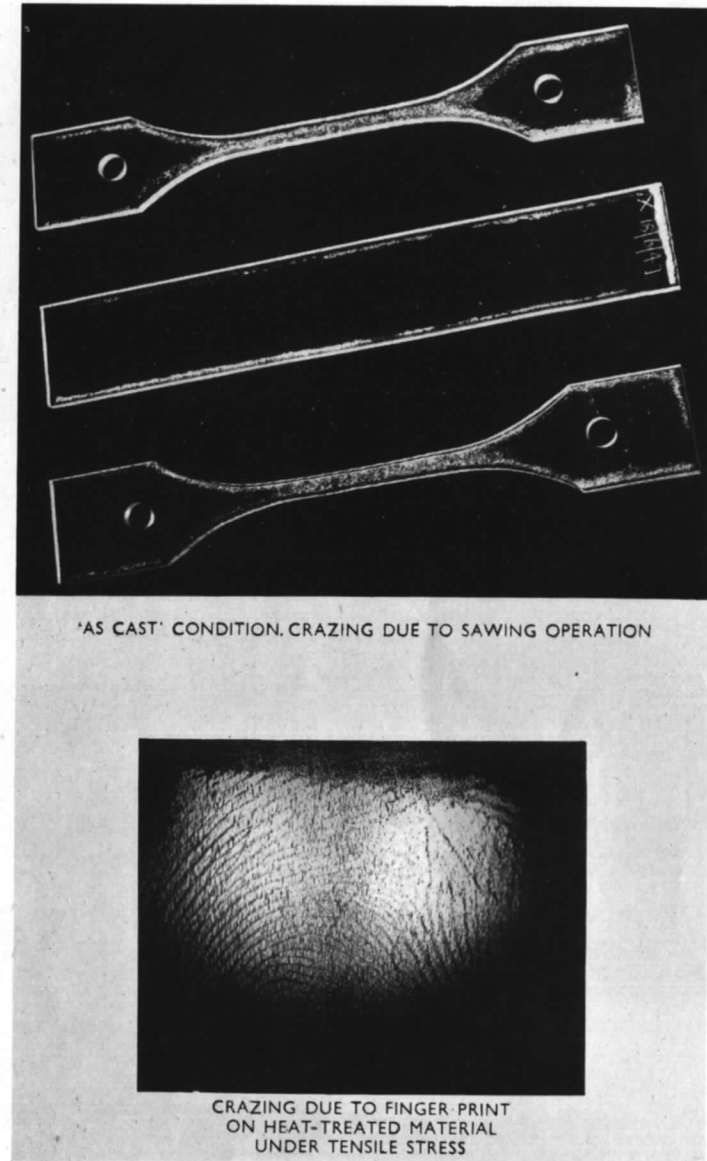 'AS CAST' CONDITION. CRAZING DUE TO SAWING OPERATION
CRAZING DUE TO FINGER PRINT
ON HEAT-TREATED MATERIAL
UNDER TENSILE STRESS